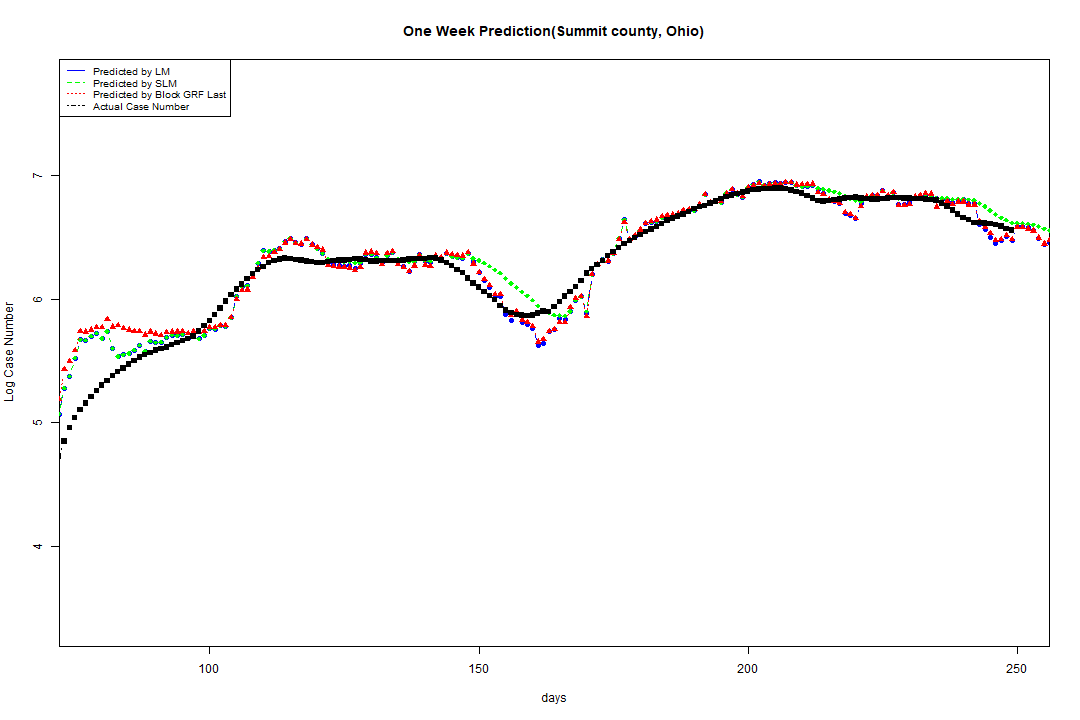 One Week Prediction(Summit county, Ohio)
Predicted by LM
Predicted by SLM
Predicted by Block GRF Last
Actual Case Number
Log Case Number
7
6
5
4
100
150
200
250
days